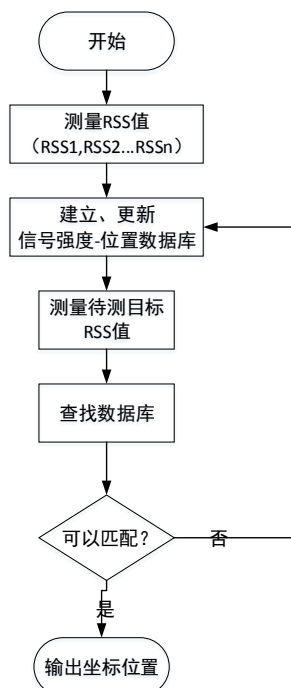 开始
测量RSS值
（RSS1,RSS2...RSSn）
建立、更新
信号强度-位置数据库
测量待测目标
RSS值
查找数据库
可以匹配？
否
是
输出坐标位置